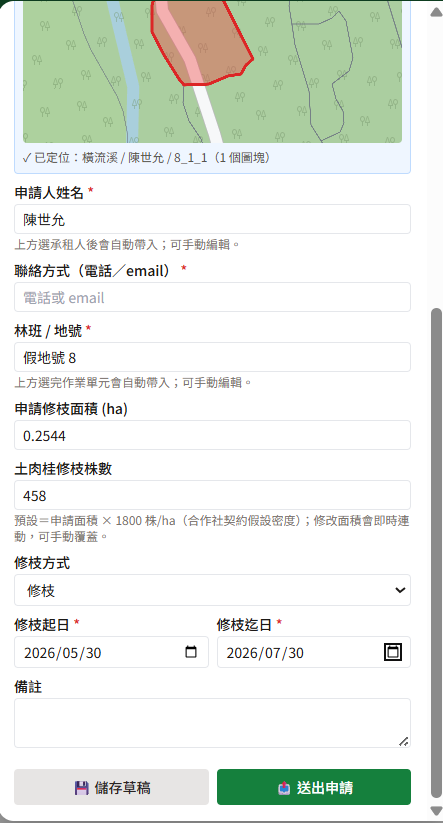 ✓ 已定位：橫流溪 / 陳世允 / 8_1_1（1 個圖塊）
申請人姓名 *
陳世允
上方選承租人後會自動帶入；可手動編輯。
聯絡方式（電話／email） *
電話或 email
林班 / 地號 *
假地號 8
上方選完作業單元會自動帶入；可手動編輯。
申請修枝面積 (ha)
0.2544
土肉桂修枝株數
458
預設＝申請面積 × 1800 株/ha（合作社契約假設密度）；修改面積會即時連
動，可手動覆蓋。
修枝方式
修枝
修枝起日 * 修枝迄日 *
2026/05/30 2026/07/30
備註
儲存草稿 送出申請